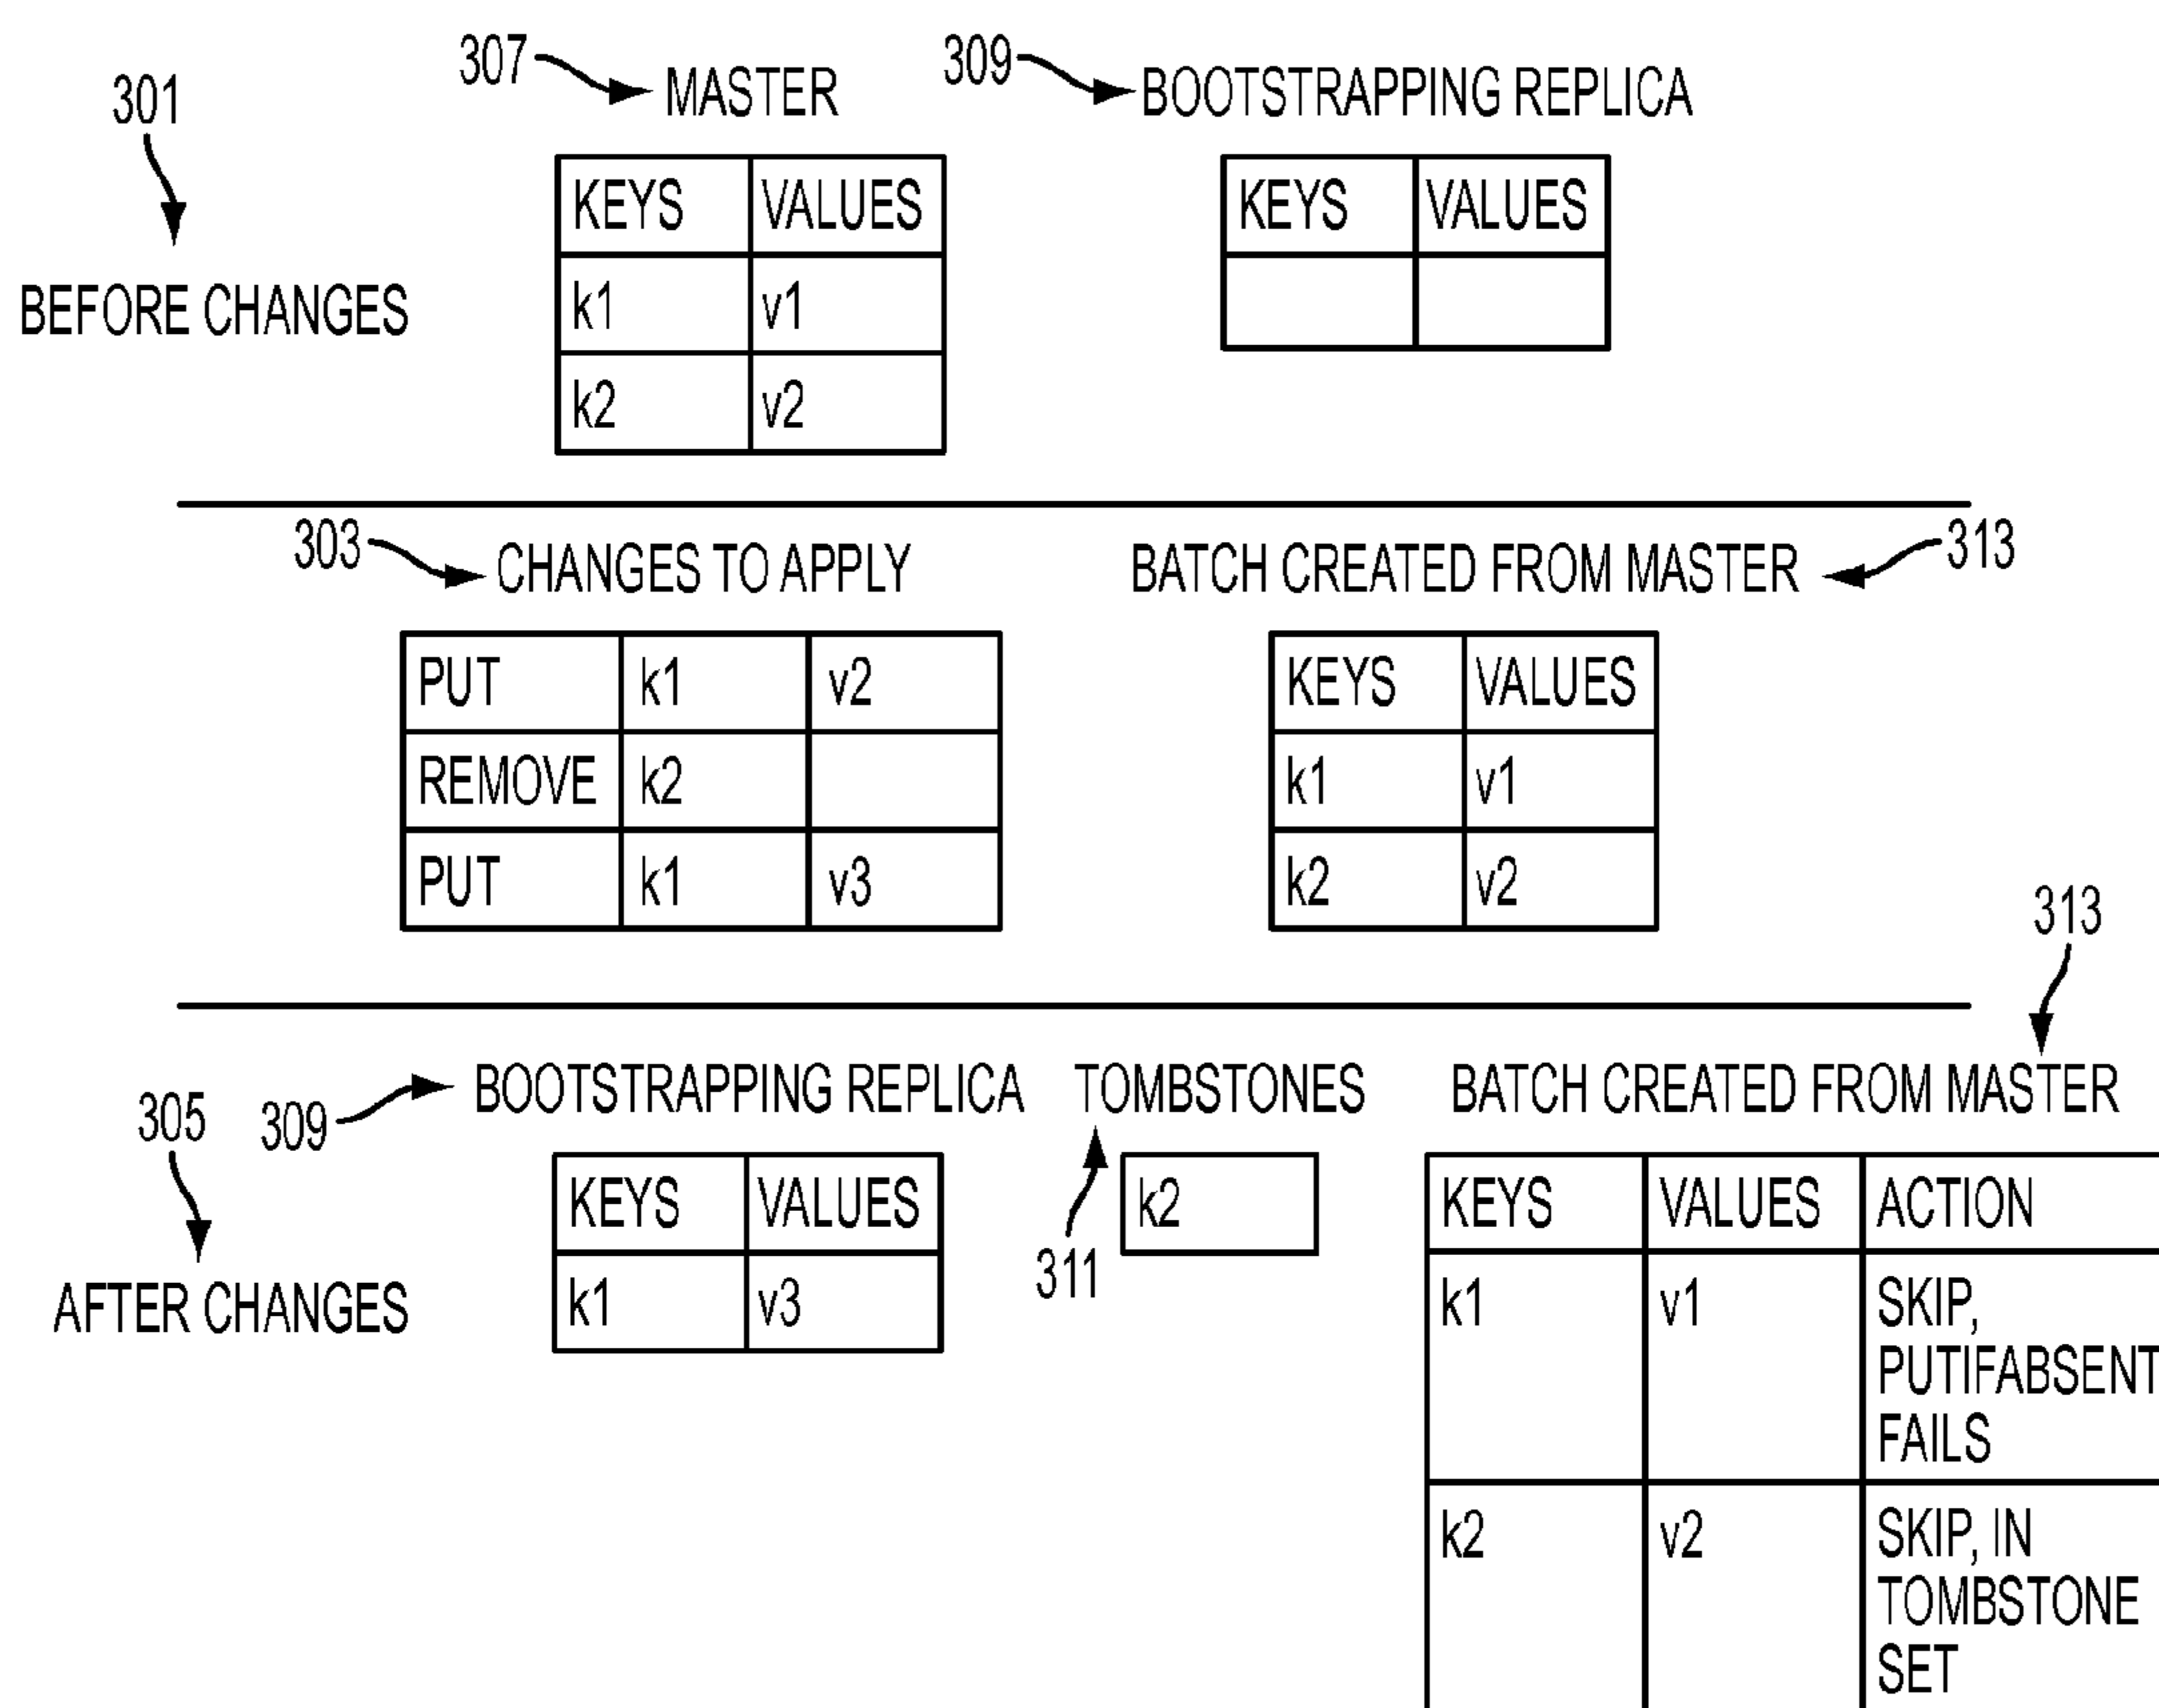 307 MASTER 309 BOOTSTRAPPING REPLICA
301
KEYS VALUES KEYS VALUES
BEFORE CHANGES k1 v1
k2 v2
303 CHANGES TO APPLY BATCH CREATED FROM MASTER 313
PUT k1 v2 KEYS VALUES
REMOVE k2 k1 v1
PUT k1 v3 k2 v2
313
305 309 BOOTSTRAPPING REPLICA TOMBSTONES BATCH CREATED FROM MASTER
KEYS VALUES k2 KEYS VALUES ACTION
311
AFTER CHANGES k1 v3 k1 v1 SKIP,
PUTIFABSENT
FAILS
k2 v2 SKIP, IN
TOMBSTONE
SET